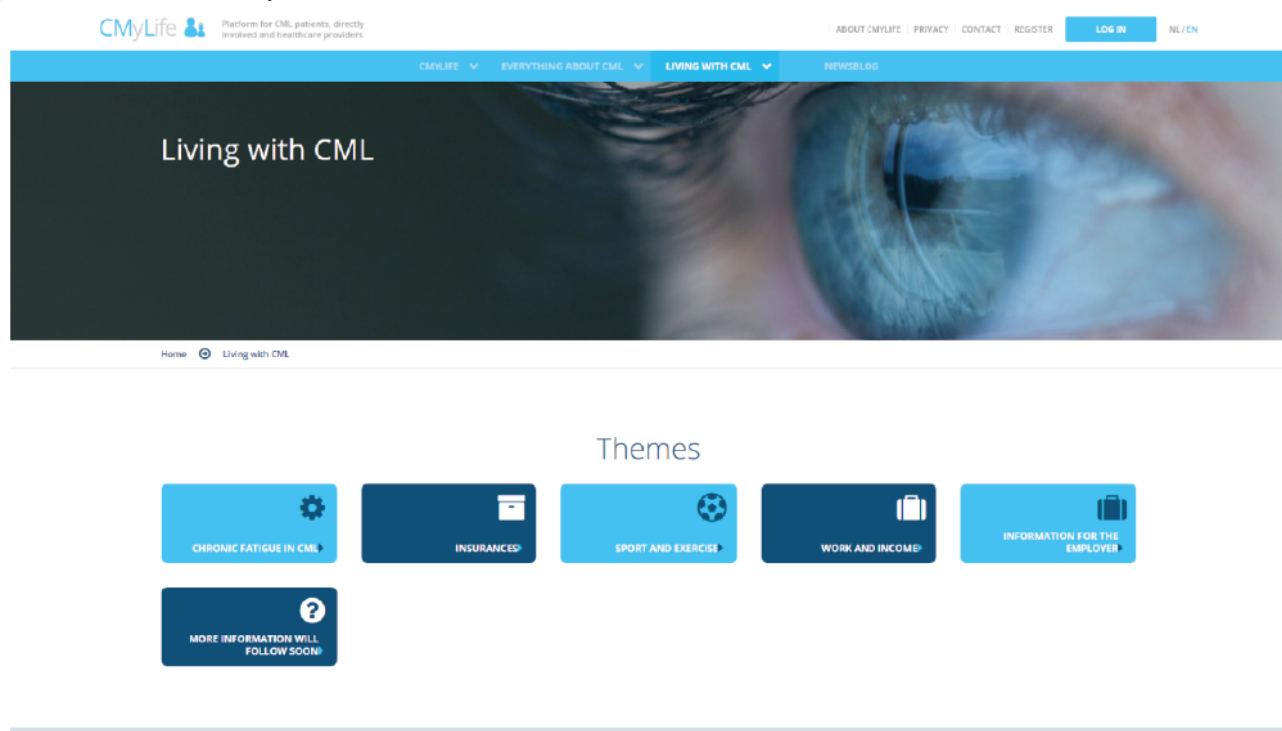 CMyLife
Platform for CML patients, directly
involved and healthcare providers
ABOUT CMYLIFE PRIVACY CONTACT REGISTER LOG IN NL/EN
CMYLIFE EVERYTHING ABOUT CML LIVING WITH CML NEWSBLOG
Living with CML
Home Living with CML
Themes
CHRONIC FATIGUE IN CML
INSURANCES
SPORT AND EXERCISE
WORK AND INCOME
INFORMATION FOR THE
EMPLOYER
MORE INFORMATION WILL
FOLLOW SOON